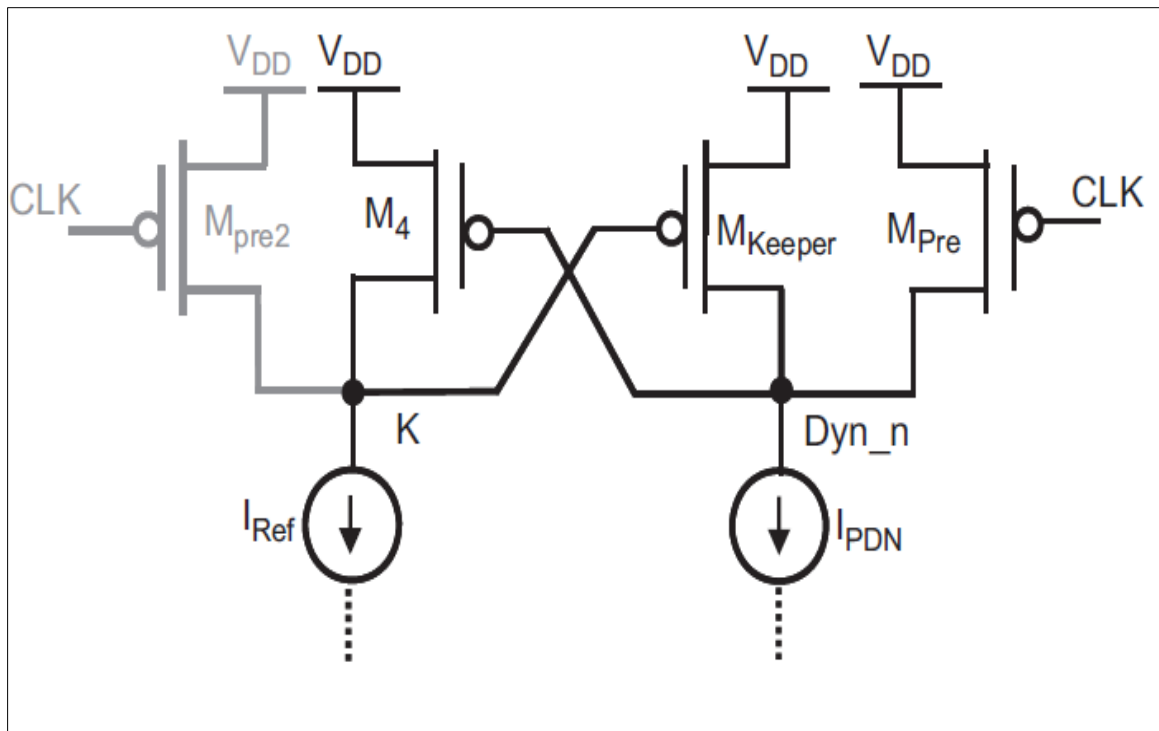 VDD VDD VDD VDD
CLK Mpre2 M4 MKeeper MPre CLK
K Dyn_n
IRef IPDN